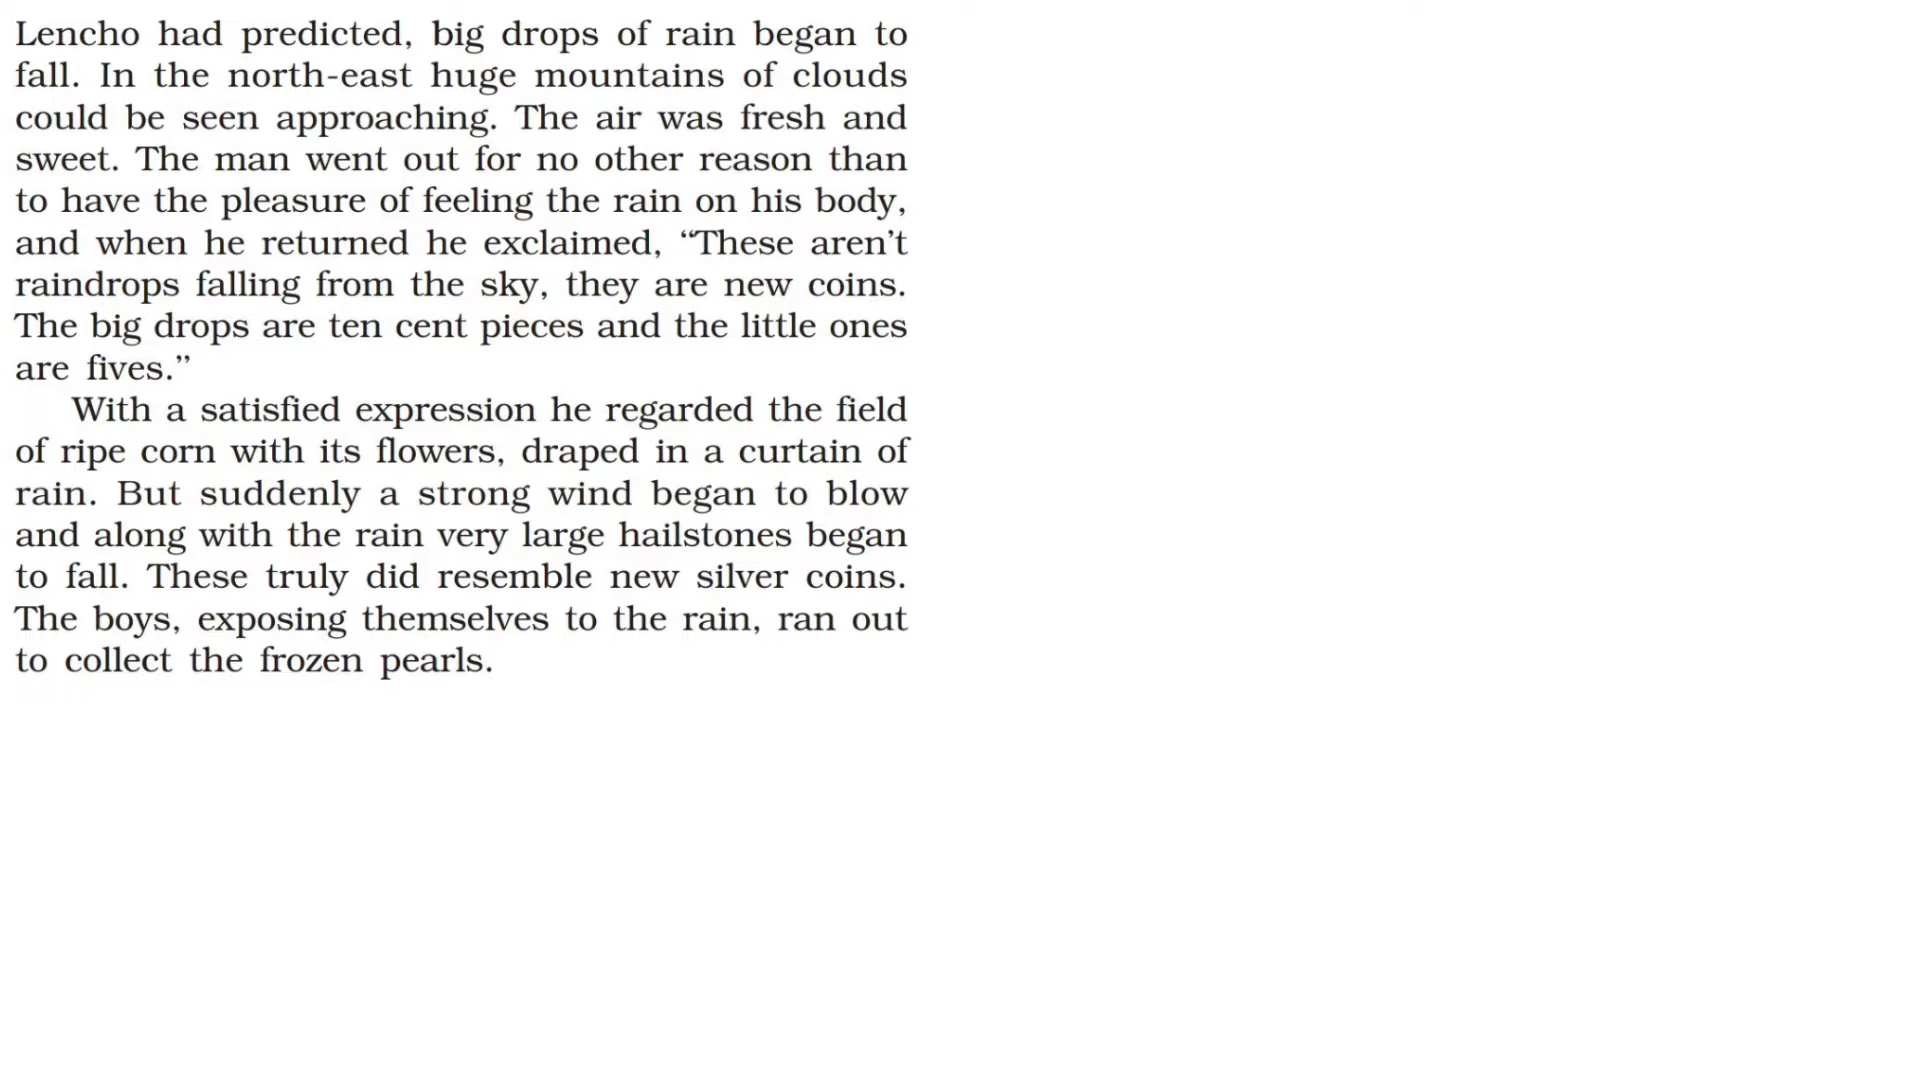 Lencho had predicted, big drops of rain began to
fall. In the north-east huge mountains of clouds
could be seen approaching. The air was fresh and
sweet. The man went out for no other reason than
to have the pleasure of feeling the rain on his body,
and when he returned he exclaimed, “These aren’t
raindrops falling from the sky, they are new coins.
The big drops are ten cent pieces and the little ones
are fives.”
With a satisfied expression he regarded the field
of ripe corn with its flowers, draped in a curtain of
rain. But suddenly a strong wind began to blow
and along with the rain very large hailstones began
to fall. These truly did resemble new silver coins.
The boys, exposing themselves to the rain, ran out
to collect the frozen pearls.